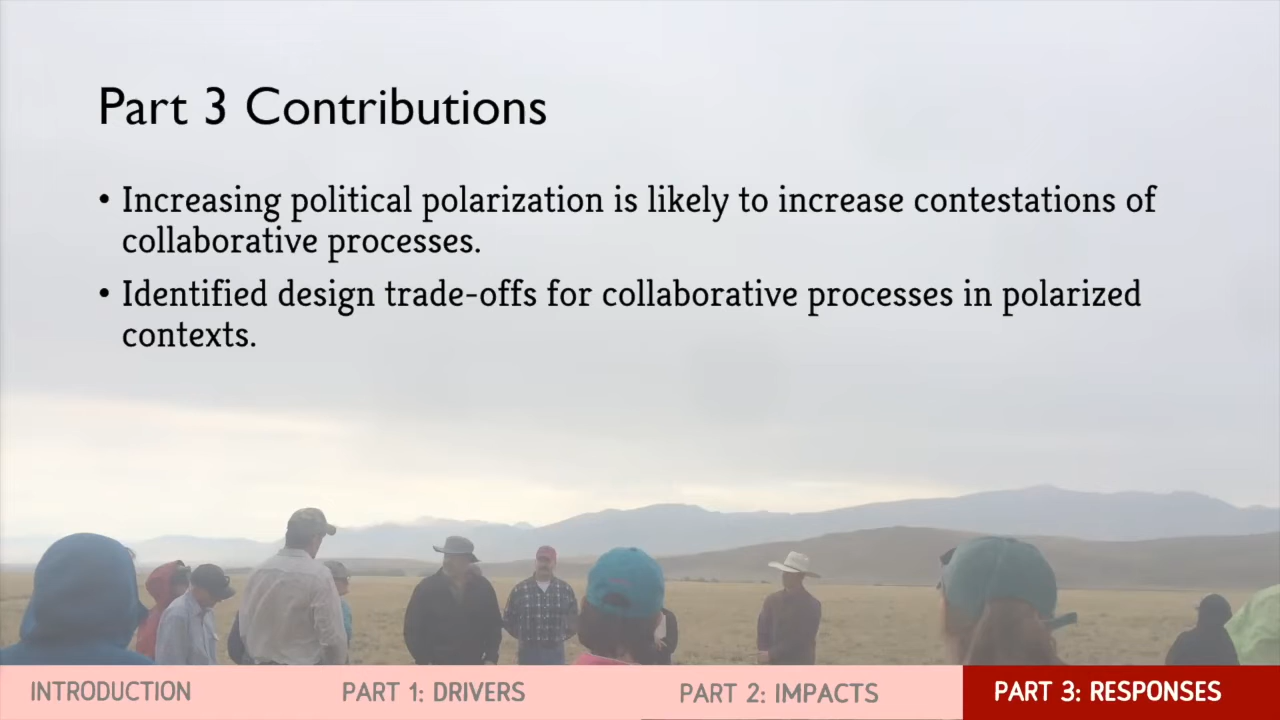 Part 3 Contributions
• Increasing political polarization is likely to increase contestations of
collaborative processes.
• Identified design trade-offs for collaborative processes in polarized
contexts.
INTRODUCTION
PART 1: DRIVERS
PART 2: IMPACTS
PART 3: RESPONSES